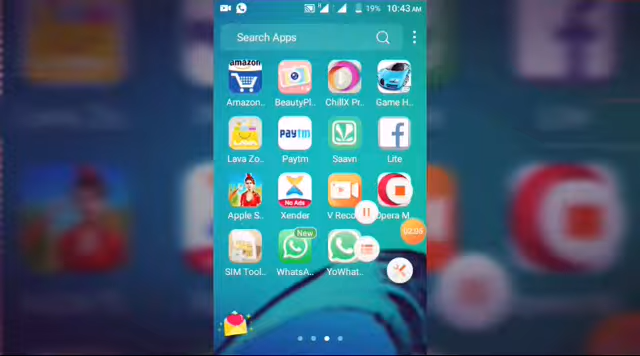 19% 10:43 AM
Search Apps
amazon
Amazon.. BeautyPl.. ChillX Pr.. Game H..
Paytm
Lava Zo.. Paytm Saavn Lite
No Ads
Apple S.. Xender V Reco Opera M..
New
SIM Tool.. WhatsA.. YoWhat..